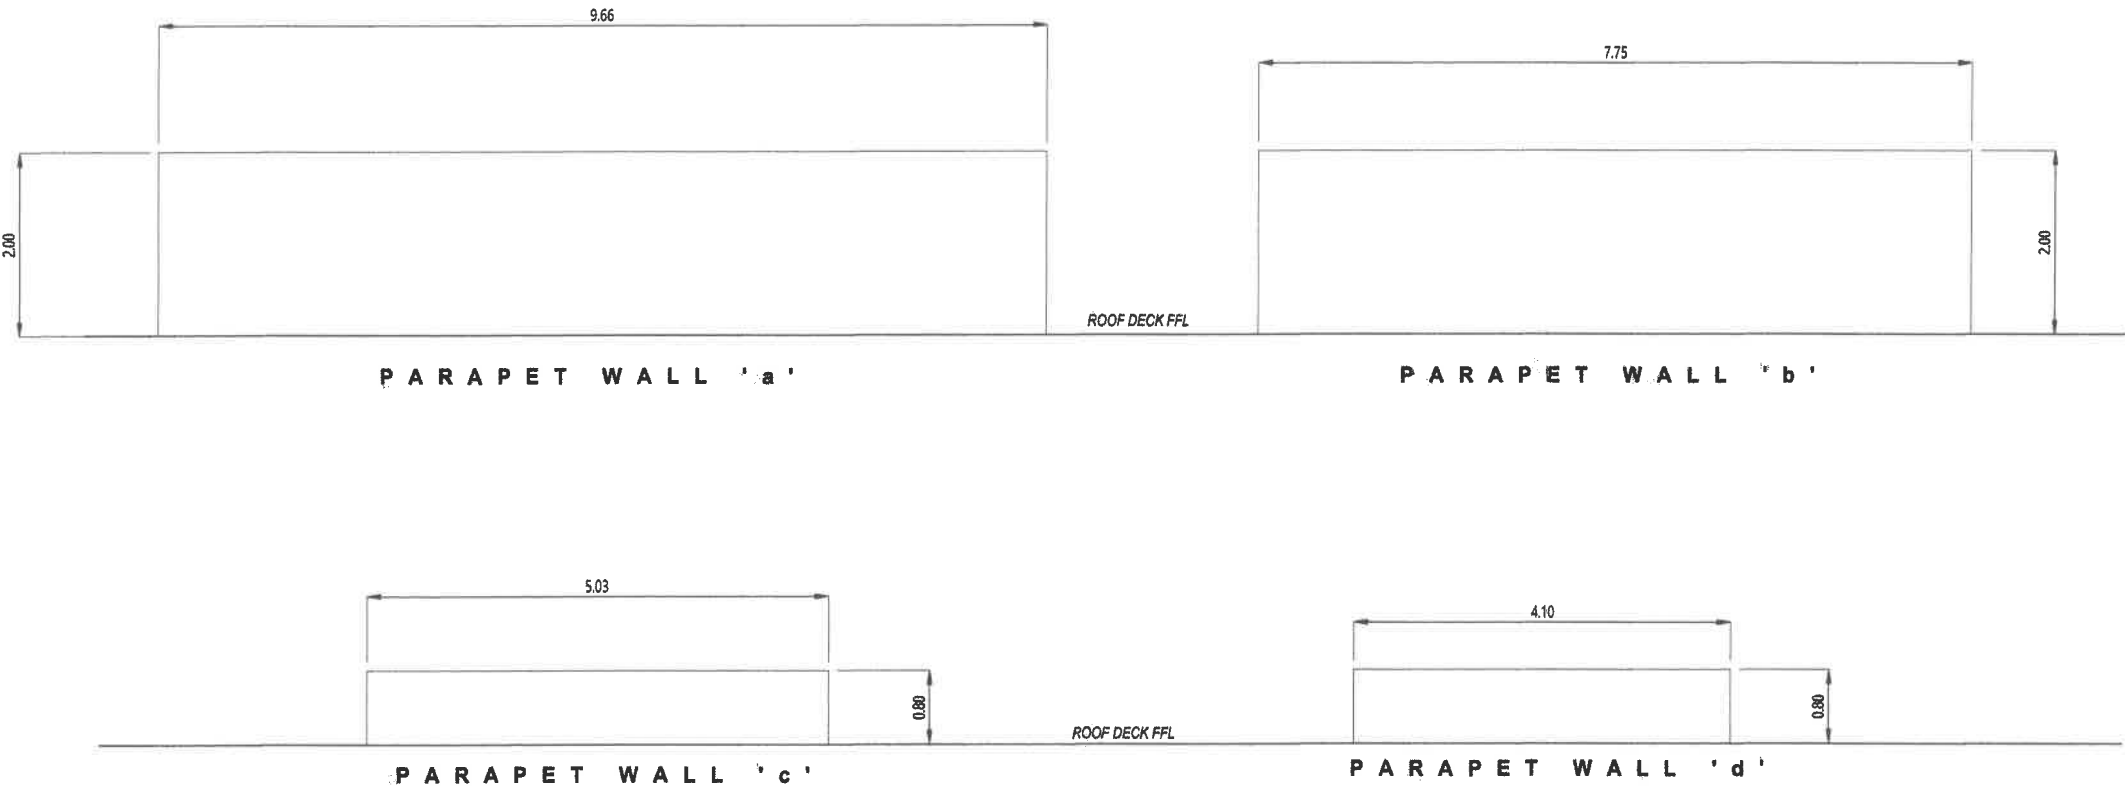 9.66
7.75
2.00
2.00
ROOF DECK FFL
PARAPET WALL 'a'
PARAPET WALL 'b'
5.03
4.10
0.80
0.80
ROOF DECK FFL
PARAPET WALL 'c'
PARAPET WALL 'd'